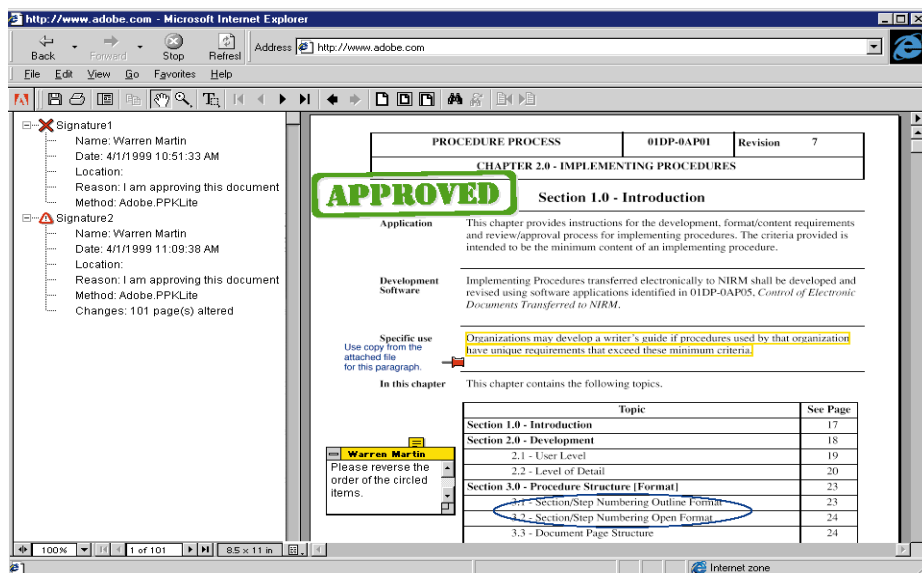 http://www.adobe.com - Microsoft Internet Explorer
Back
Forward
Stop
Refresl
Address
http://www.adobe.com
File Edit View Go Favorites Help
Signature1
Name: Warren Martin
Date: 4/1/1999 10:51:33 AM
Location:
Reason: I am approving this document
Method: Adobe.PPKLite
Signature2
Name: Warren Martin
Date: 4/1/1999 11:09:38 AM
Location:
Reason: I am approving this document
Method: Adobe.PPKLite
Changes: 101 page(s) altered
PROCEDURE PROCESS 01DP-0AP01 Revision 7
CHAPTER 2.0 - IMPLEMENTING PROCEDURES
APPROVED
Section 1.0 - Introduction
Application
This chapter provides instructions for the development, format/content requirements
and review/approval process for implementing procedures. The criteria provided is
intended to be the minimum content of an implementing procedure.
Development
Software
Implementing Procedures transferred electronically to NIRM shall be developed and
revised using software applications identified in 01DP-0AP05, Control of Electronic
Documents Transferred to NIRM.
Specific use
Organizations may develop a writer's guide if procedures used by that organization
have unique requirements that exceed these minimum criteria.
Use copy from the
attached file
for this paragraph.
In this chapter
This chapter contains the following topics.
Topic See Page
Section 1.0 - Introduction 17
Section 2.0 - Development 18
2.1 - User Level 19
2.2 - Level of Detail 20
Section 3.0 - Procedure Structure [Format] 23
3.1 - Section/Step Numbering Outline Format 23
3.2 - Section/Step Numbering Open Format 24
3.3 - Document Page Structure 24
Warren Martin
Please reverse the
order of the circled
items.
100%
1 of 101
8.5 x 11 in
Internet zone